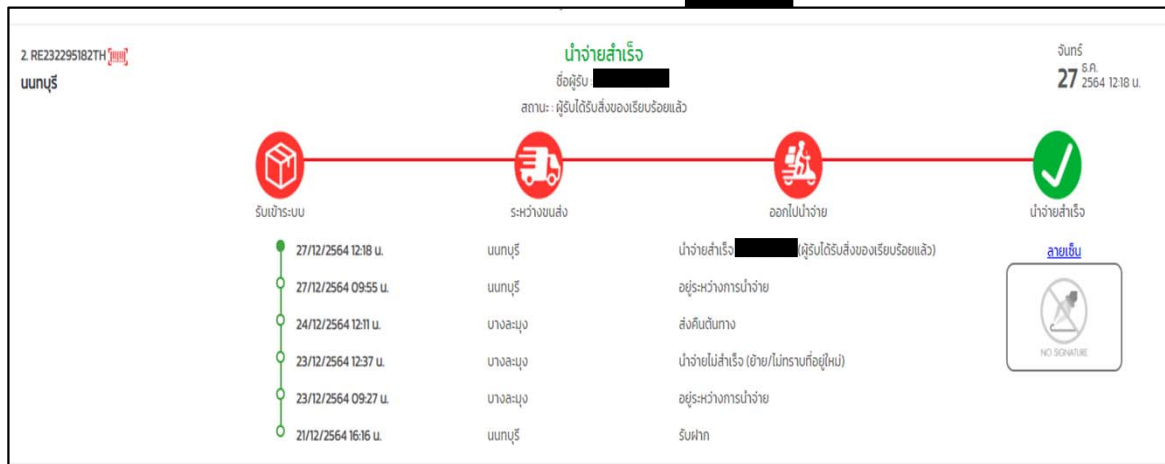 2. RE232295182TH
นนทบุรี
นำจ่ายสำเร็จ
ชื่อผู้รับ :
สถานะ : ผู้รับได้รับสิ่งของเรียบร้อยแล้ว
จันทร์
27 ธ.ค. 2564 12:18 น.
รับเข้าระบบ
ระหว่างขนส่ง
ออกไปนำจ่าย
นำจ่ายสำเร็จ
27/12/2564 12:18 น. นนทบุรี นำจ่ายสำเร็จ (ผู้รับได้รับสิ่งของเรียบร้อยแล้ว)
ลายเซ็น
27/12/2564 09:55 น. นนทบุรี อยู่ระหว่างการนำจ่าย
24/12/2564 12:11 น. บางละมุง ส่งคืนต้นทาง
23/12/2564 12:37 น. บางละมุง นำจ่ายไม่สำเร็จ (ย้าย/ไม่ทราบที่อยู่ใหม่)
NO SIGNATURE
23/12/2564 09:27 น. บางละมุง อยู่ระหว่างการนำจ่าย
21/12/2564 16:16 น. นนทบุรี รับฝาก